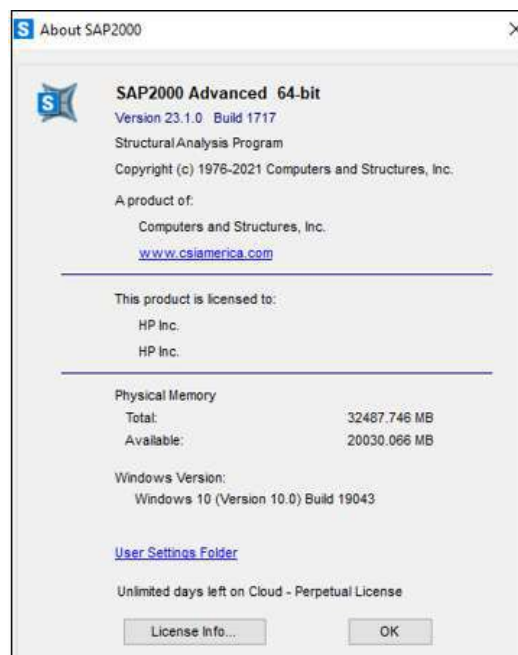 S About SAP2000
S
SAP2000 Advanced 64-bit
Version 23.1.0 Build 1717
Structural Analysis Program
Copyright (c) 1976-2021 Computers and Structures, Inc.
A product of:
Computers and Structures, Inc.
www.csiamerica.com
This product is licensed to:
HP Inc.
HP Inc.
Physical Memory
Total: 32487.746 MB
Available: 20030.066 MB
Windows Version:
Windows 10 (Version 10.0) Build 19043
User Settings Folder
Unlimited days left on Cloud - Perpetual License
License Info... OK